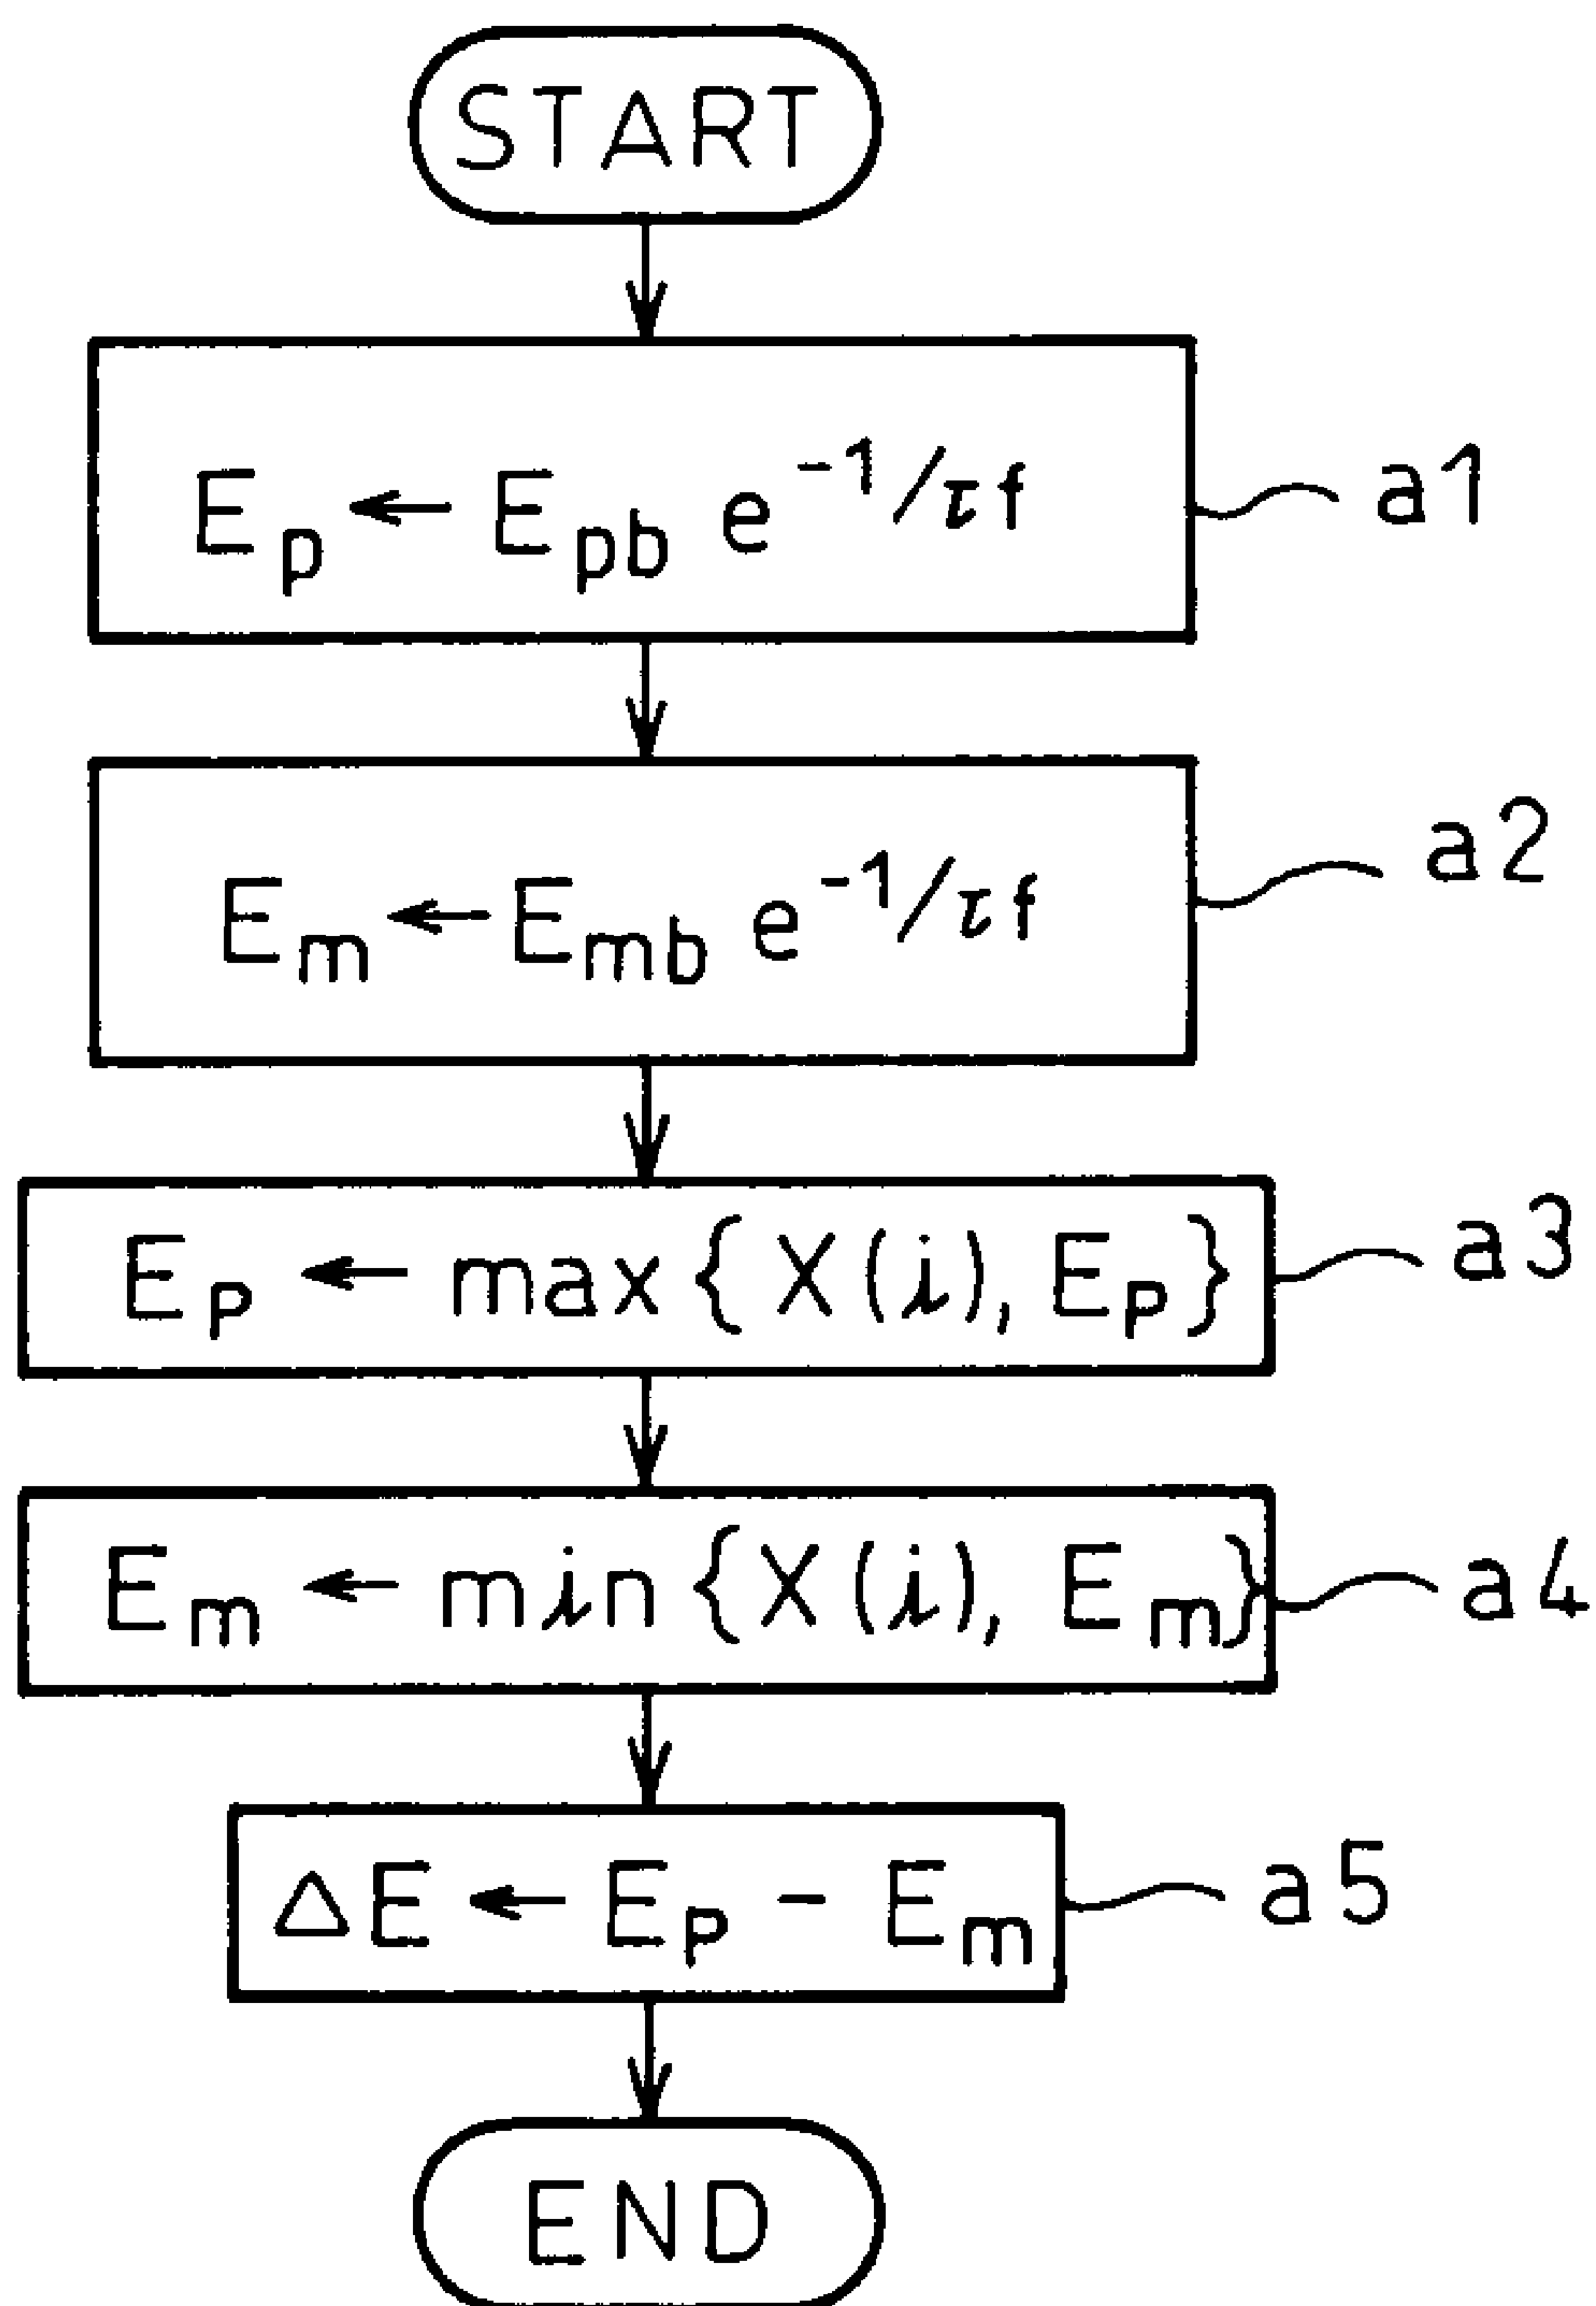 START
Eₚ ← Eₚb e^-1/τf a1
Eₘ ← Eₘb e^-1/τf a2
Eₚ ← max{X(i), Eₚ} a3
Eₘ ← min{X(i), Eₘ} a4
△E ← Eₚ - Eₘ a5
END